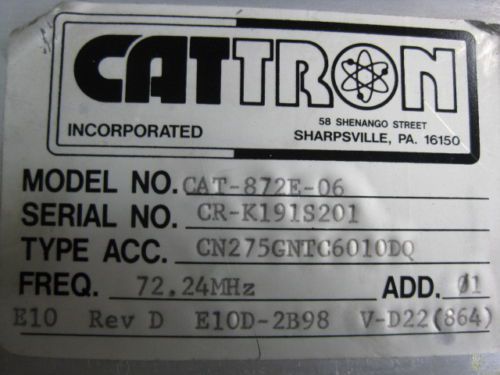 CATTRON
INCORPORATED
58 SHENANGO STREET
SHARPSVILLE, PA. 16150
MODEL NO. CAT-872E-06
SERIAL NO. CR-K191S201
TYPE ACC. CN275GNTC6010DQ
FREQ. 72.24MHz ADD. 01
E10 Rev D E10D-2B98 V-D22(864)